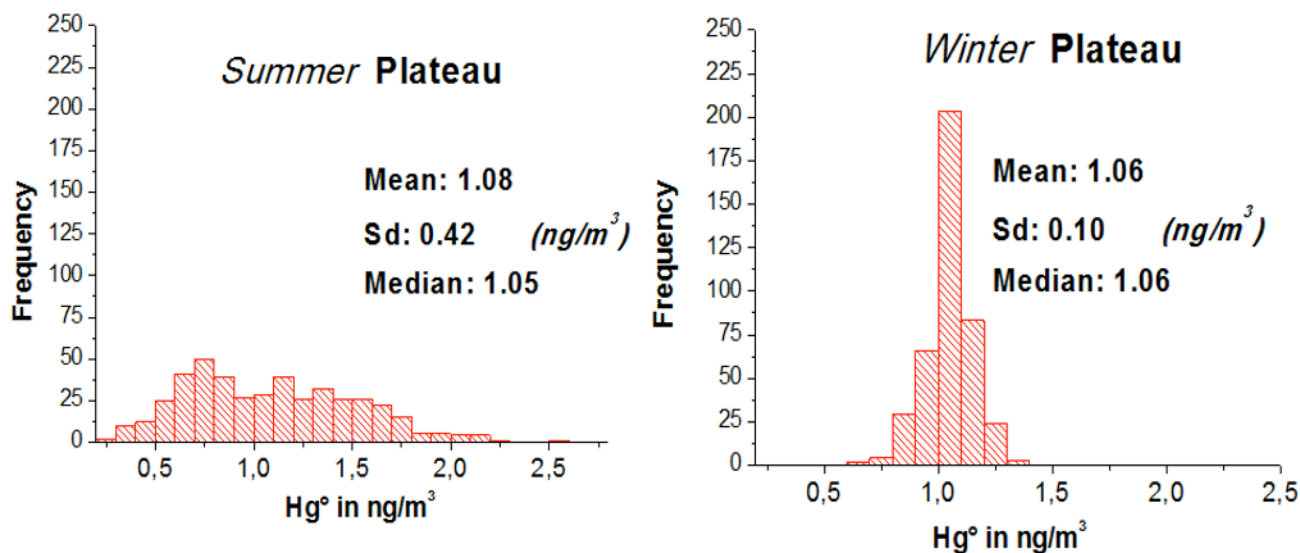 Summer Plateau
Mean: 1.08
Sd: 0.42 (ng/m³)
Median: 1.05
Frequency
250
225
200
175
150
125
100
75
50
25
0
0,5 1,0 1,5 2,0 2,5
Hg° in ng/m³
Winter Plateau
Mean: 1.06
Sd: 0.10 (ng/m³)
Median: 1.06
Frequency
250
225
200
175
150
125
100
75
50
25
0
0,5 1,0 1,5 2,0 2,5
Hg° in ng/m³